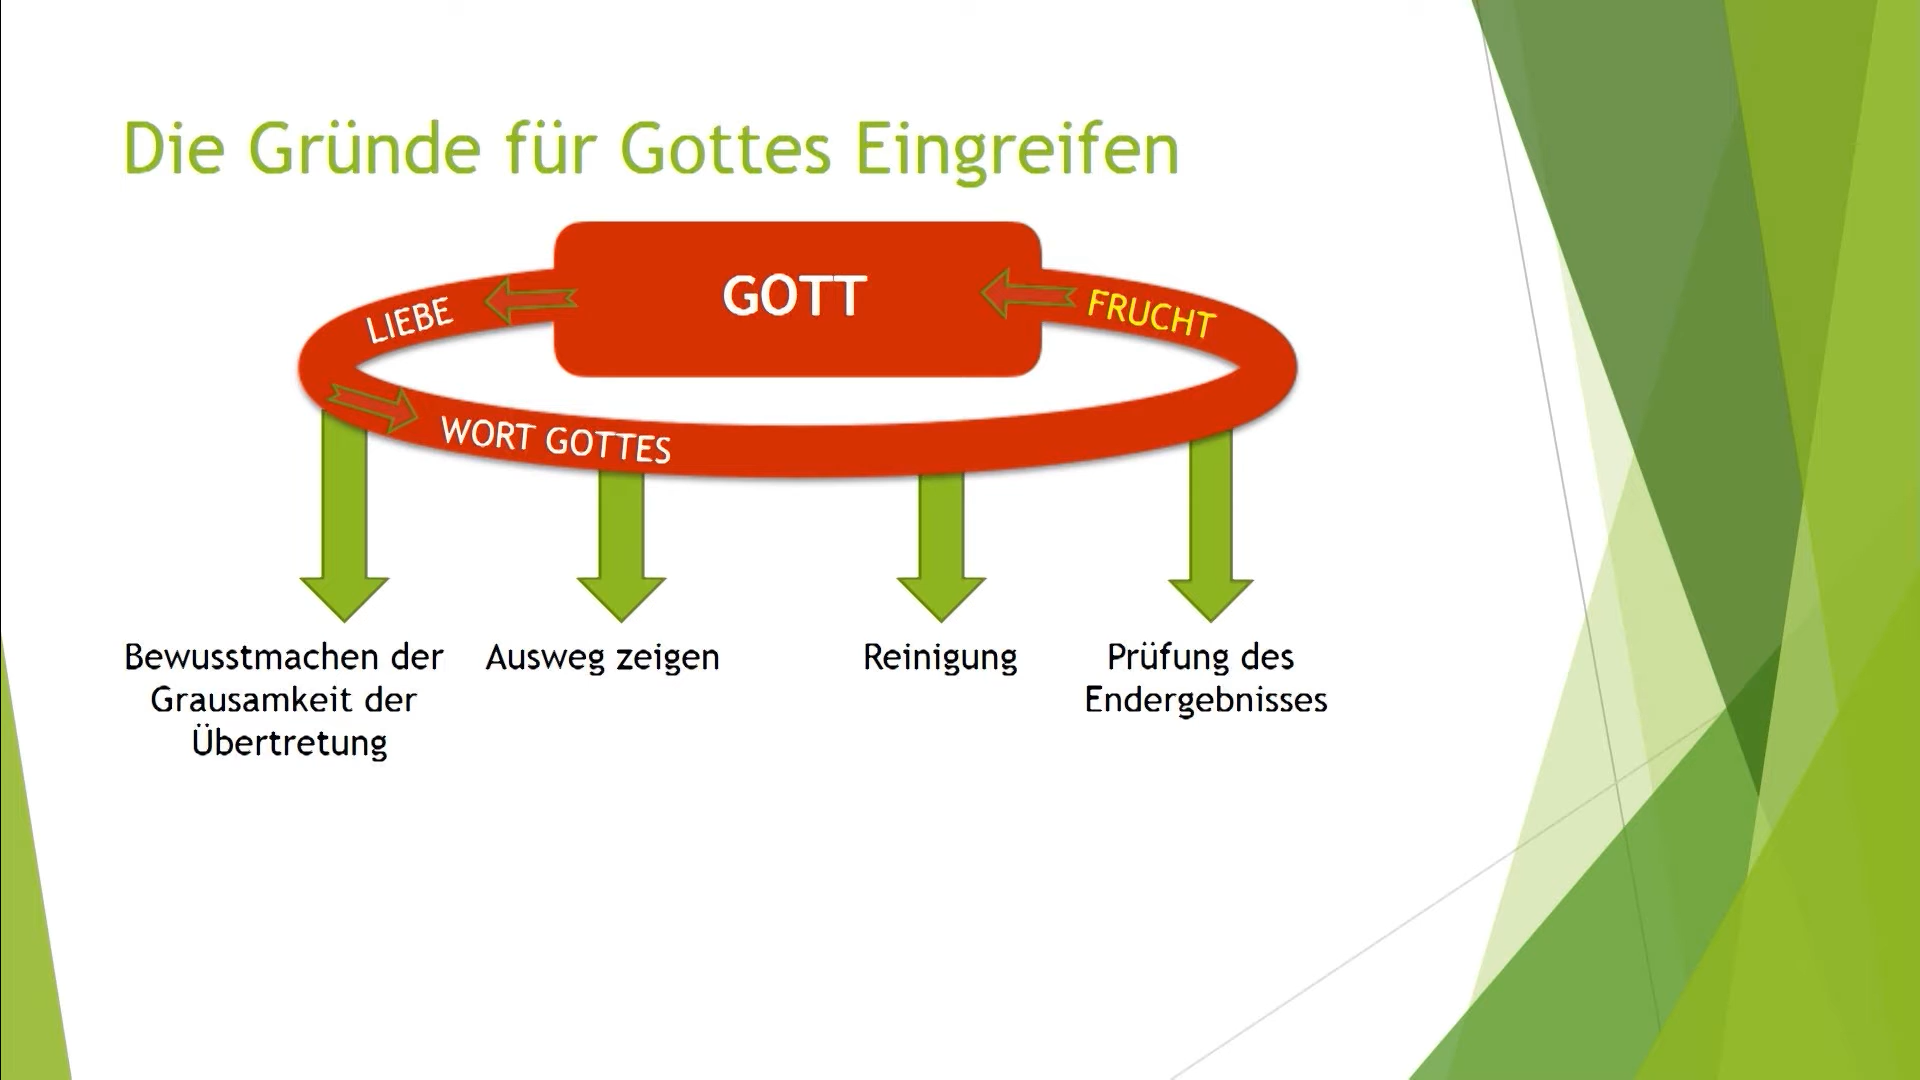 Die Gründe für Gottes Eingreifen
GOTT
LIEBE
FRUCHT
WORT GOTTES
Bewusstmachen der
Grausamkeit der
Übertretung
Ausweg zeigen
Reinigung
Prüfung des
Endergebnisses